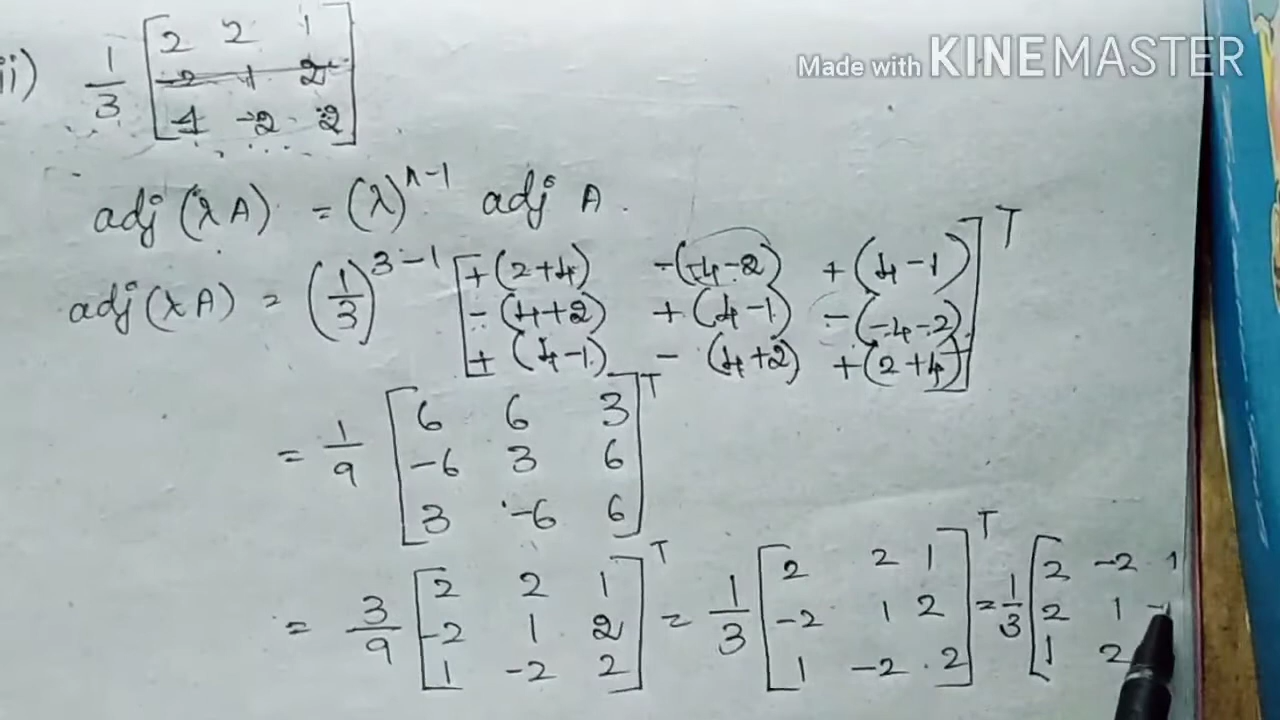 ii) 1/3 [2 2 1
-2 1 2
1 -2 2]
Made with KINEMASTER
adj (λA) = (λ)^(n-1) adj A.
adj (λA) = (1/3)^(3-1) [+(2+4) -(-4-2) +(4-1)
-(4+2) +(4-1) -(-4-2)
+(4-1) -(4+2) +(2+4)]^T
= 1/9 [6 6 3
-6 3 6
3 -6 6]^T
= 3/9 [2 2 1
-2 1 2
1 -2 2]^T = 1/3 [2 2 1
-2 1 2
1 -2 2]^T = 1/3 [2 -2 1
2 1 -
1 2